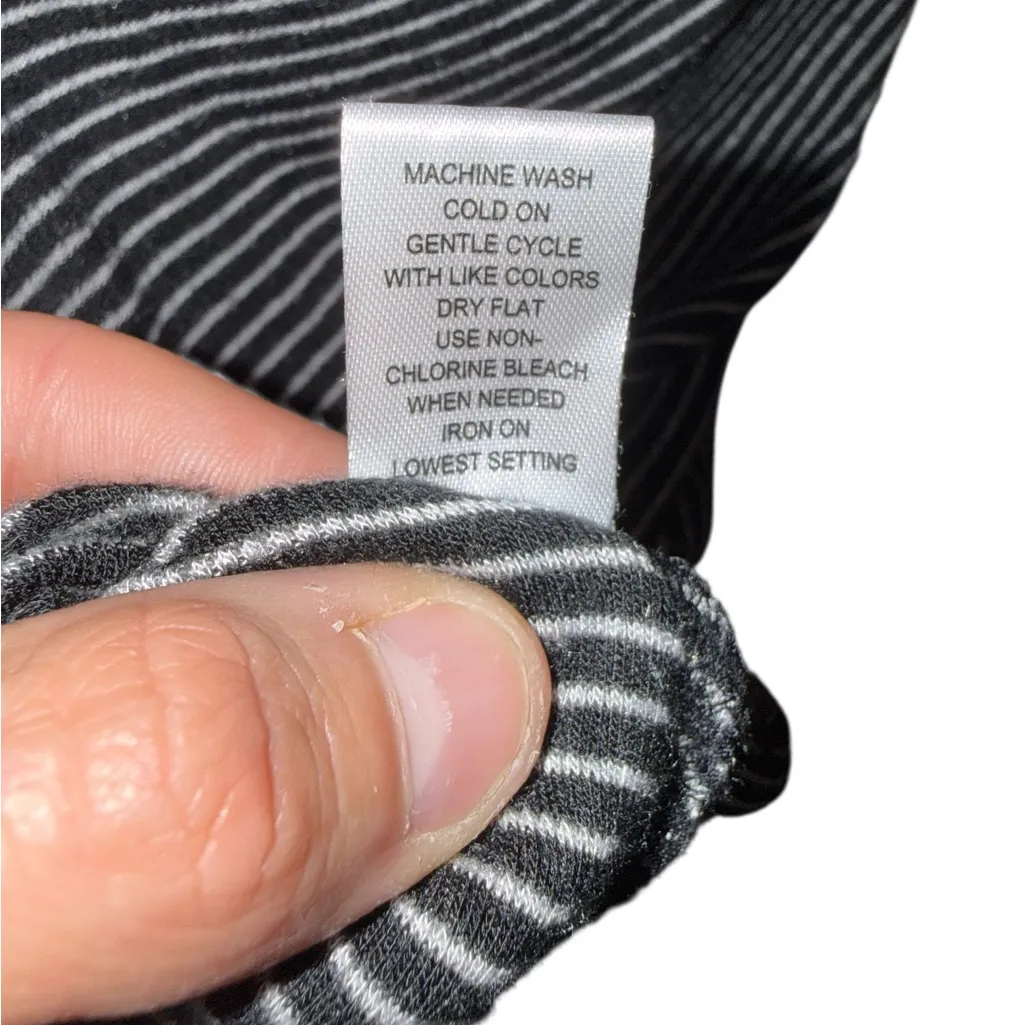 MACHINE WASH
COLD ON
GENTLE CYCLE
WITH LIKE COLORS
DRY FLAT
USE NON-
CHLORINE BLEACH
WHEN NEEDED
IRON ON
LOWEST SETTING